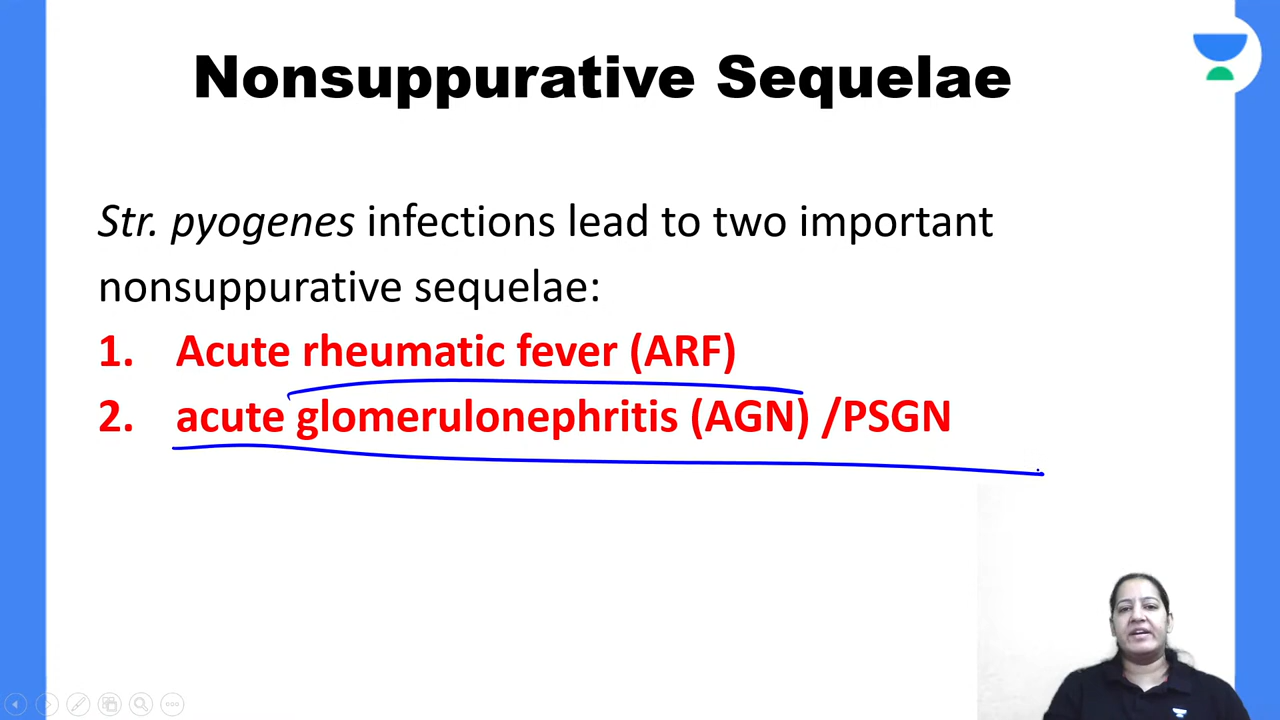 Nonsuppurative Sequelae
Str. pyogenes infections lead to two important
nonsuppurative sequelae:
1. Acute rheumatic fever (ARF)
2. acute glomerulonephritis (AGN) /PSGN